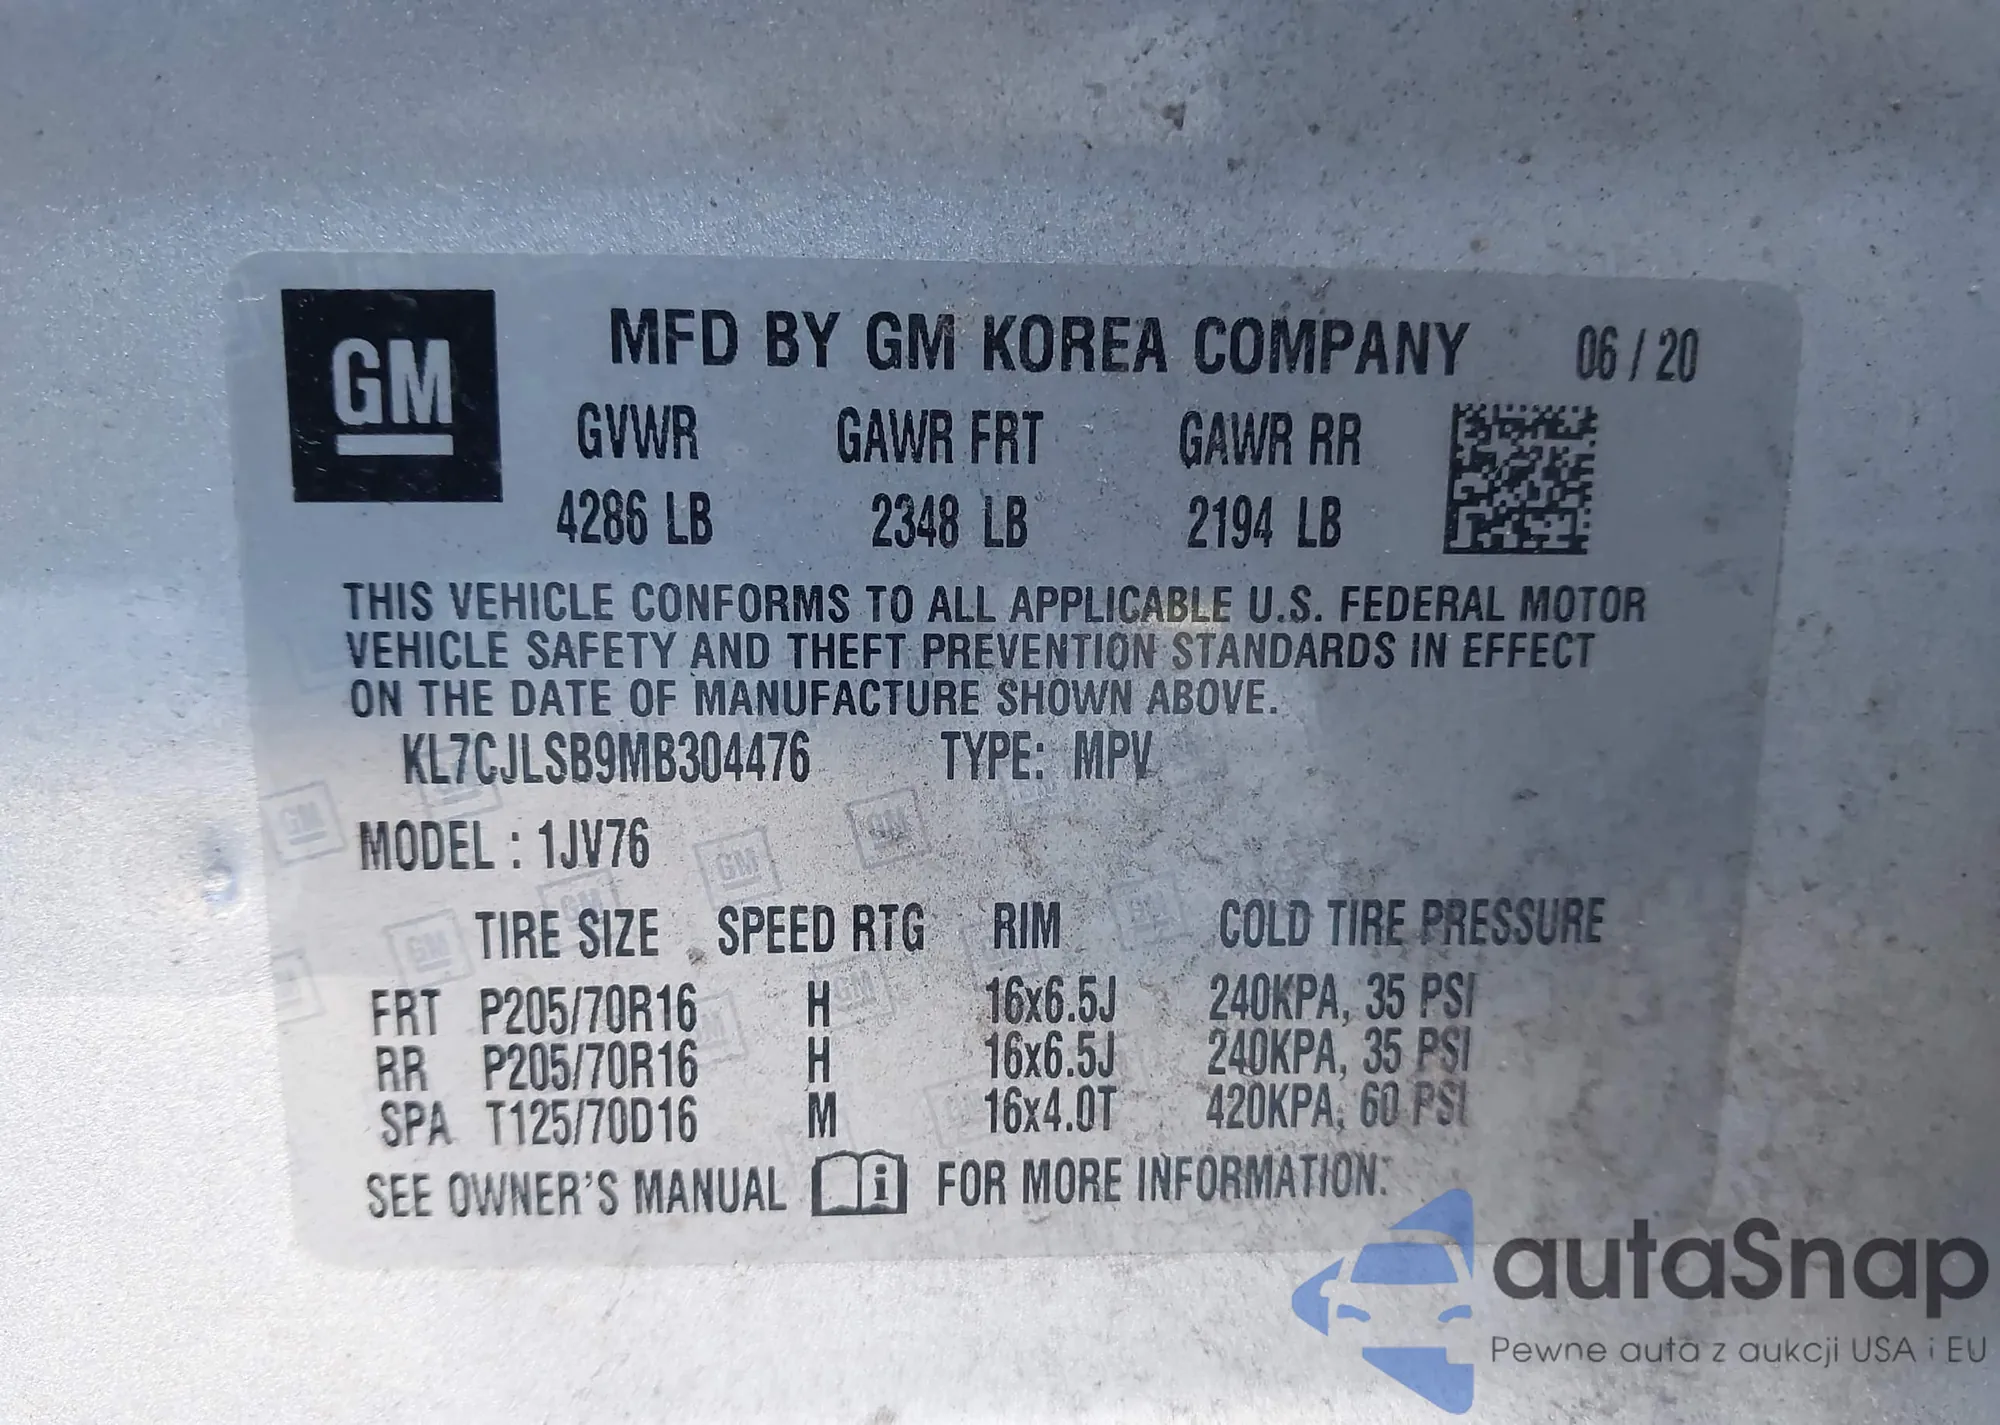 GM
MFD BY GM KOREA COMPANY 06 / 20
GVWR GAWR FRT GAWR RR
4286 LB 2348 LB 2194 LB
THIS VEHICLE CONFORMS TO ALL APPLICABLE U.S. FEDERAL MOTOR
VEHICLE SAFETY AND THEFT PREVENTION STANDARDS IN EFFECT
ON THE DATE OF MANUFACTURE SHOWN ABOVE.
KL7CJLSB9MB304476 TYPE: MPV
MODEL : 1JV76
TIRE SIZE SPEED RTG RIM COLD TIRE PRESSURE
FRT P205/70R16 H 16x6.5J 240KPA, 35 PSI
RR P205/70R16 H 16x6.5J 240KPA, 35 PSI
SPA T125/70D16 M 16x4.0T 420KPA, 60 PSI
SEE OWNER'S MANUAL i FOR MORE INFORMATION.
autaSnap
Pewne auta z aukcji USA i EU